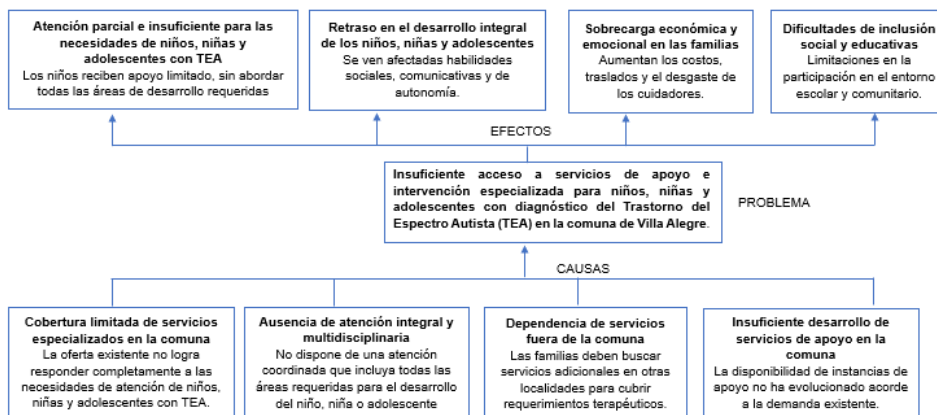 Atención parcial e insuficiente para las
necesidades de niños, niñas y
adolescentes con TEA
Los niños reciben apoyo limitado, sin abordar
todas las áreas de desarrollo requeridas
Retraso en el desarrollo integral
de los niños, niñas y adolescentes
Se ven afectadas habilidades
sociales, comunicativas y de
autonomía.
Sobrecarga económica y
emocional en las familias
Aumentan los costos,
traslados y el desgaste de
los cuidadores.
Dificultades de inclusión
social y educativas
Limitaciones en la
participación en el entorno
escolar y comunitario.
EFECTOS
Insuficiente acceso a servicios de apoyo e
intervención especializada para niños, niñas y
adolescentes con diagnóstico del Trastorno del
Espectro Autista (TEA) en la comuna de Villa Alegre.
PROBLEMA
CAUSAS
Cobertura limitada de servicios
especializados en la comuna
La oferta existente no logra
responder completamente a las
necesidades de atención de niños,
niñas y adolescentes con TEA.
Ausencia de atención integral y
multidisciplinaria
No dispone de una atención
coordinada que incluya todas las
áreas requeridas para el desarrollo
del niño, niña o adolescente
Dependencia de servicios
fuera de la comuna
Las familias deben buscar
servicios adicionales en otras
localidades para cubrir
requerimientos terapéuticos.
Insuficiente desarrollo de
servicios de apoyo en la
comuna
La disponibilidad de instancias de
apoyo no ha evolucionado acorde
a la demanda existente.